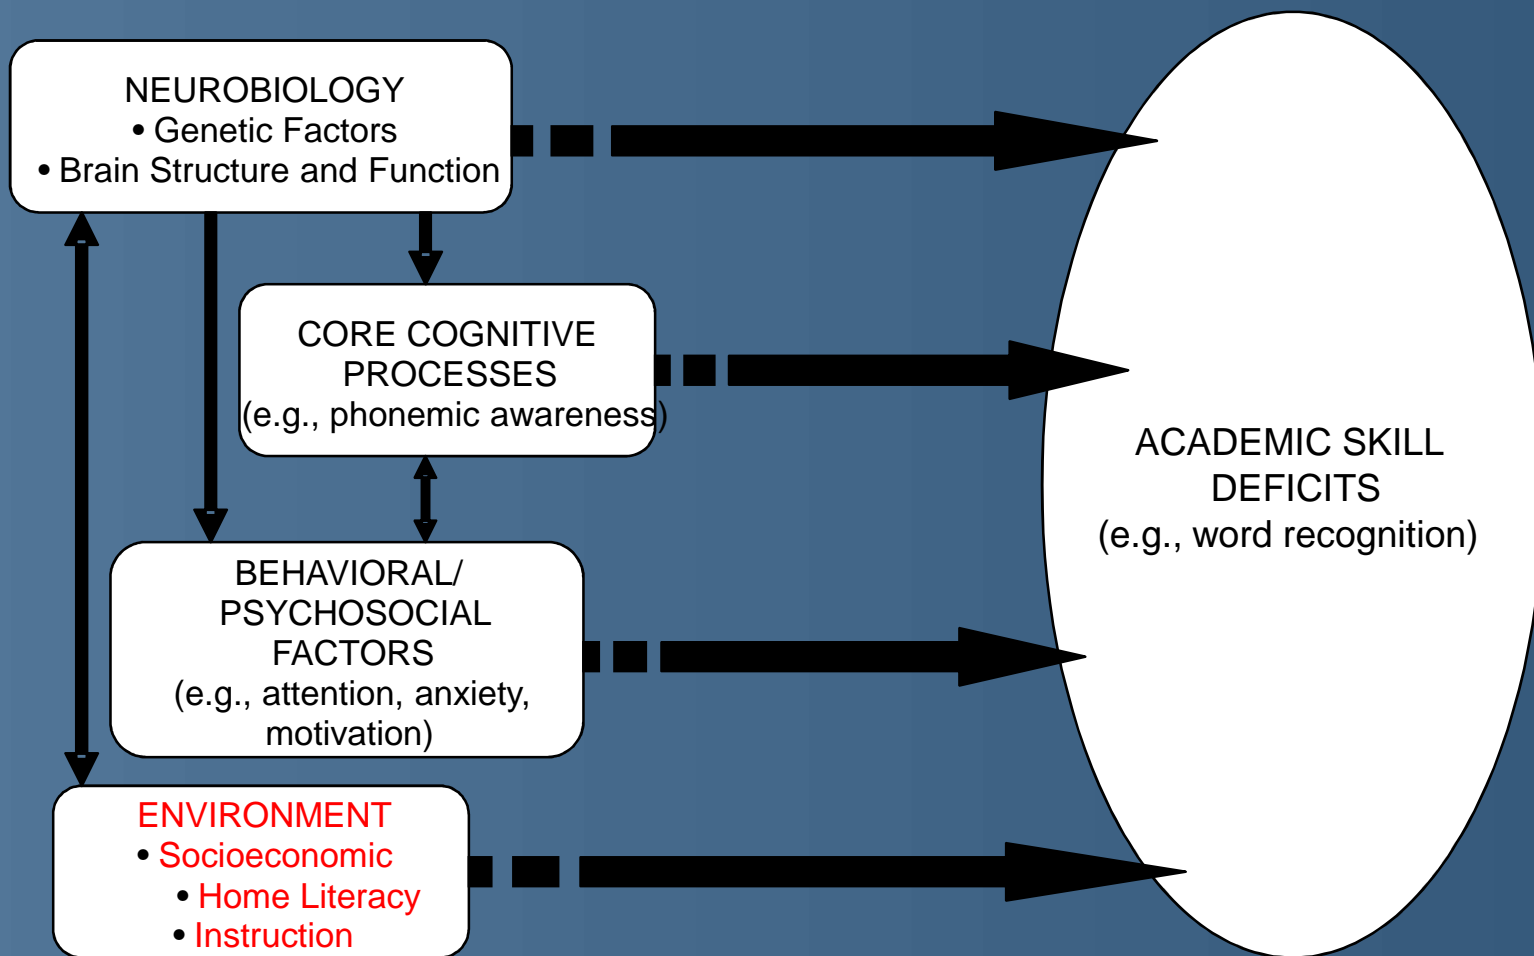 NEUROBIOLOGY
• Genetic Factors
• Brain Structure and Function
CORE COGNITIVE
PROCESSES
(e.g., phonemic awareness)
BEHAVIORAL/
PSYCHOSOCIAL
FACTORS
(e.g., attention, anxiety,
motivation)
ENVIRONMENT
• Socioeconomic
• Home Literacy
• Instruction
ACADEMIC SKILL
DEFICITS
(e.g., word recognition)